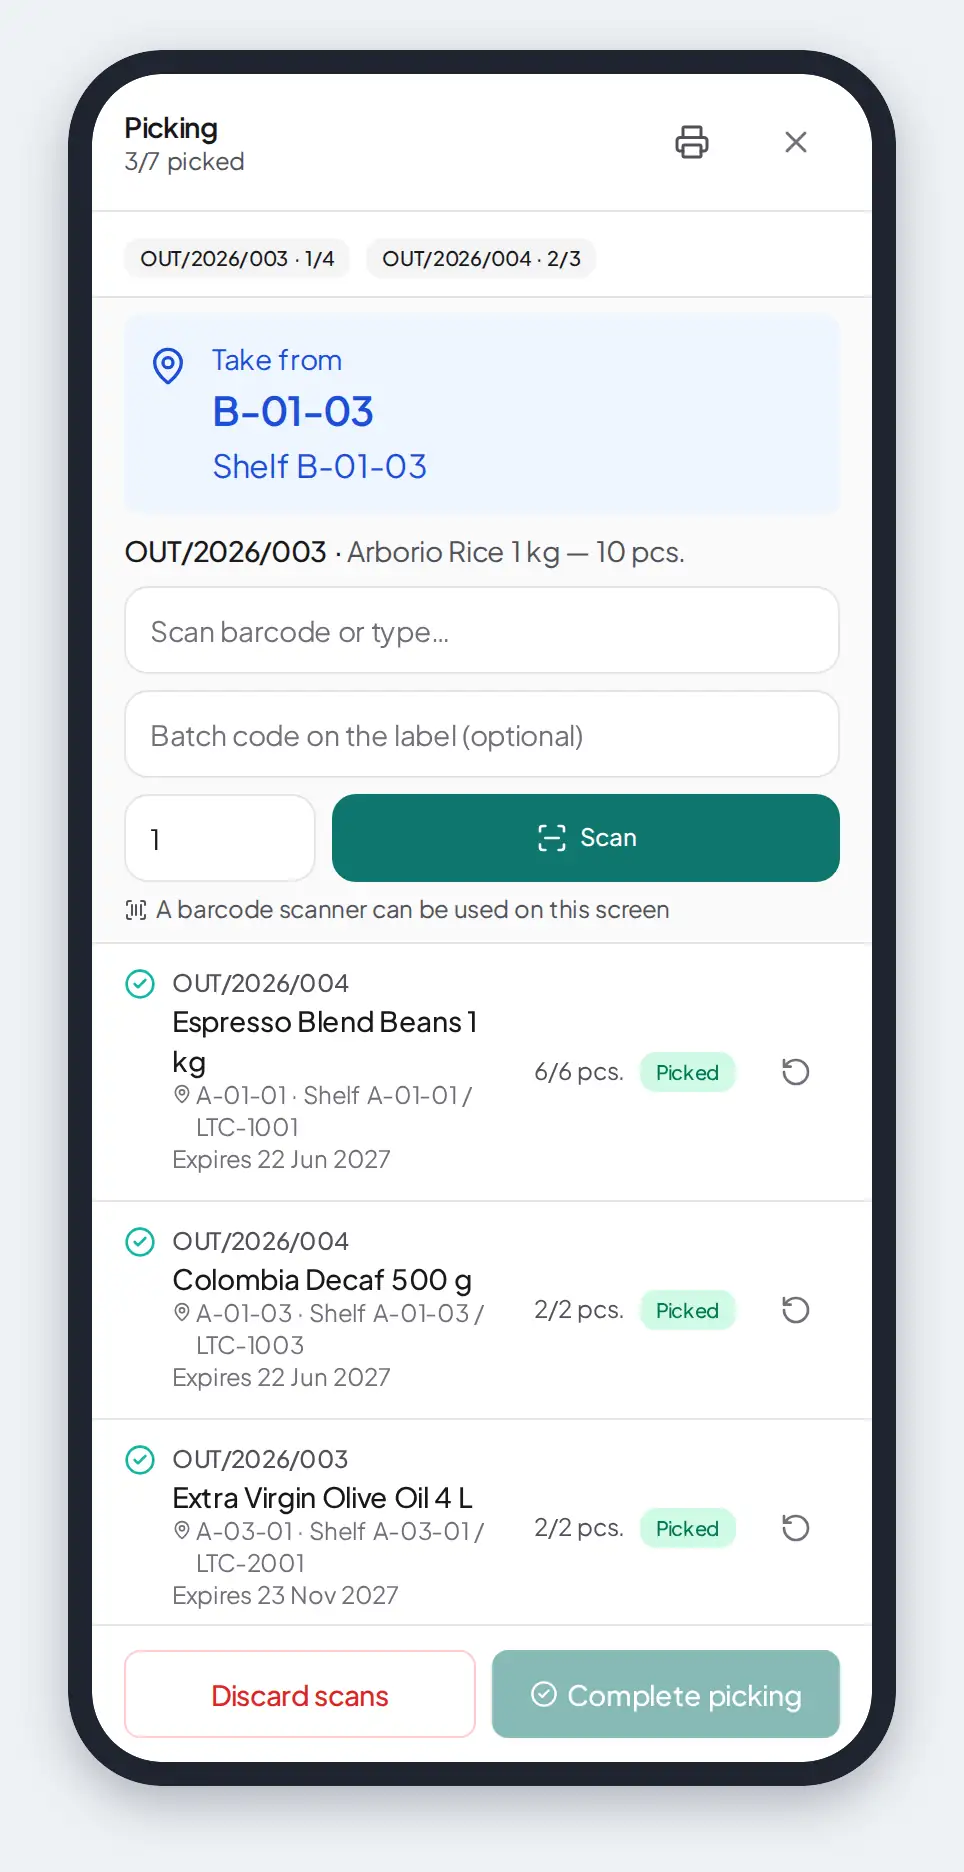 Picking
3/7 picked
OUT/2026/003 · 1/4
OUT/2026/004 · 2/3
Take from
B-01-03
Shelf B-01-03
OUT/2026/003 · Arborio Rice 1 kg — 10 pcs.
Scan barcode or type...
Batch code on the label (optional)
1
Scan
A barcode scanner can be used on this screen
OUT/2026/004
Espresso Blend Beans 1
kg
A-01-01 · Shelf A-01-01 /
LTC-1001
Expires 22 Jun 2027
6/6 pcs.
Picked
OUT/2026/004
Colombia Decaf 500 g
A-01-03 · Shelf A-01-03 /
LTC-1003
Expires 22 Jun 2027
2/2 pcs.
Picked
OUT/2026/003
Extra Virgin Olive Oil 4 L
A-03-01 · Shelf A-03-01 /
LTC-2001
Expires 23 Nov 2027
2/2 pcs.
Picked
Discard scans
Complete picking